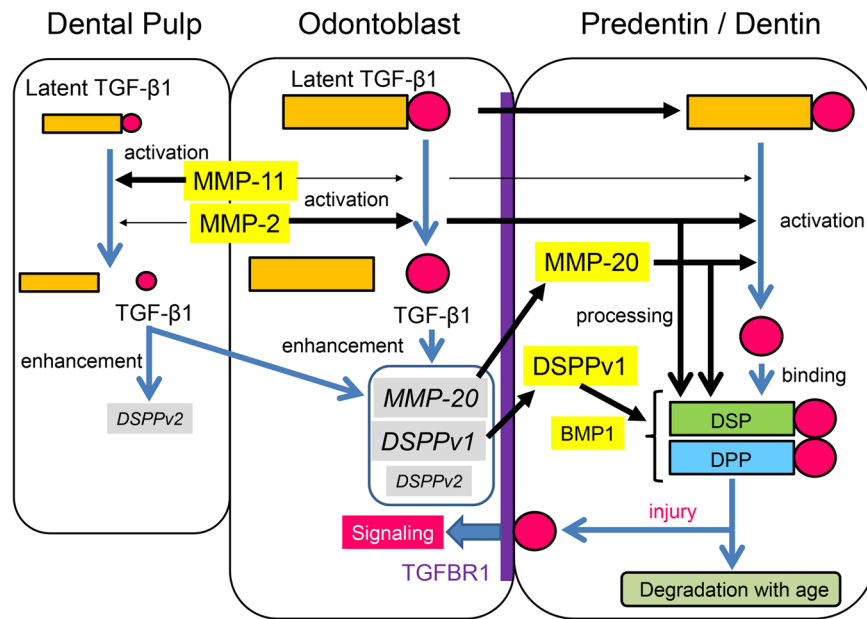 Dental Pulp
Odontoblast
Predentin / Dentin
Latent TGF-β1
Latent TGF-β1
activation
MMP-11
MMP-2
activation
activation
MMP-20
TGF-β1
TGF-β1
processing
enhancement
enhancement
DSPPv1
binding
MMP-20
DSPPv2
DSPPv1
BMP1
DSP
DPP
DSPPv2
injury
Signaling
TGFBR1
Degradation with age